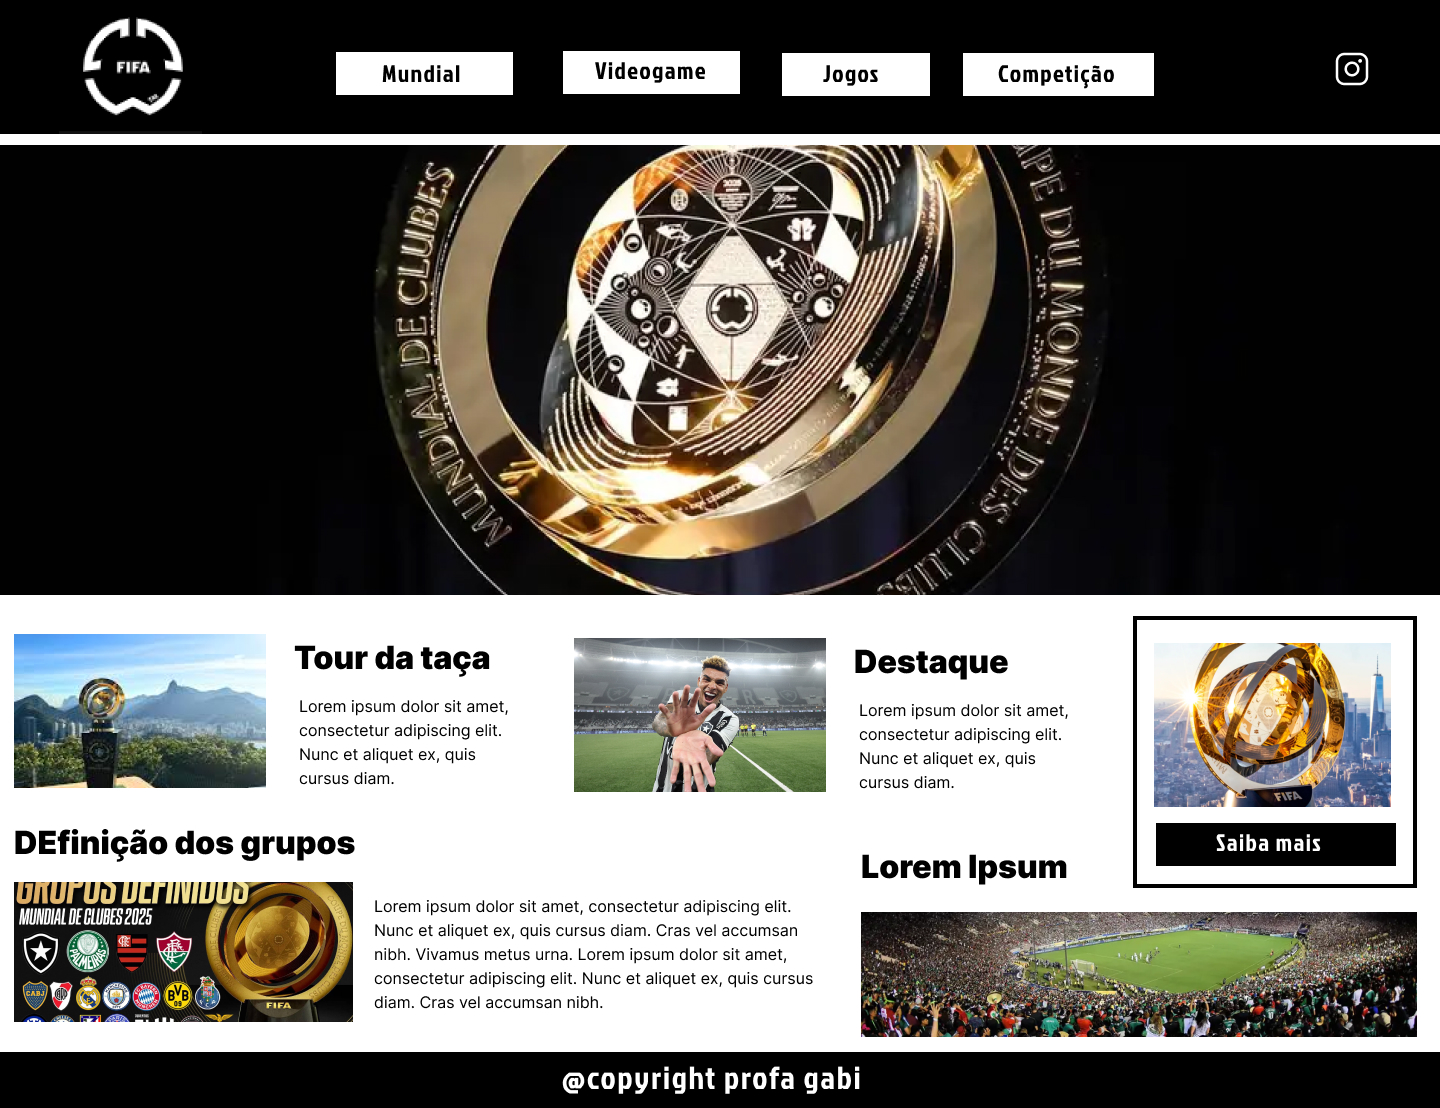 FIFA
Mundial
Videogame
Jogos
Competição
MUNDIAL DE CLUBES
UPE DU MONDE DES CLUBS
Tour da taça
Lorem ipsum dolor sit amet,
consectetur adipiscing elit.
Nunc et aliquet ex, quis
cursus diam.
Destaque
Lorem ipsum dolor sit amet,
consectetur adipiscing elit.
Nunc et aliquet ex, quis
cursus diam.
FIFA
Saiba mais
DEfinição dos grupos
GRUPOS DEFINIDOS
MUNDIAL DE CLUBES 2025
CABJ
09
FIFA
Lorem ipsum dolor sit amet, consectetur adipiscing elit.
Nunc et aliquet ex, quis cursus diam. Cras vel accumsan
nibh. Vivamus metus urna. Lorem ipsum dolor sit amet,
consectetur adipiscing elit. Nunc et aliquet ex, quis cursus
diam. Cras vel accumsan nibh.
Lorem Ipsum
@copyright profa gabi